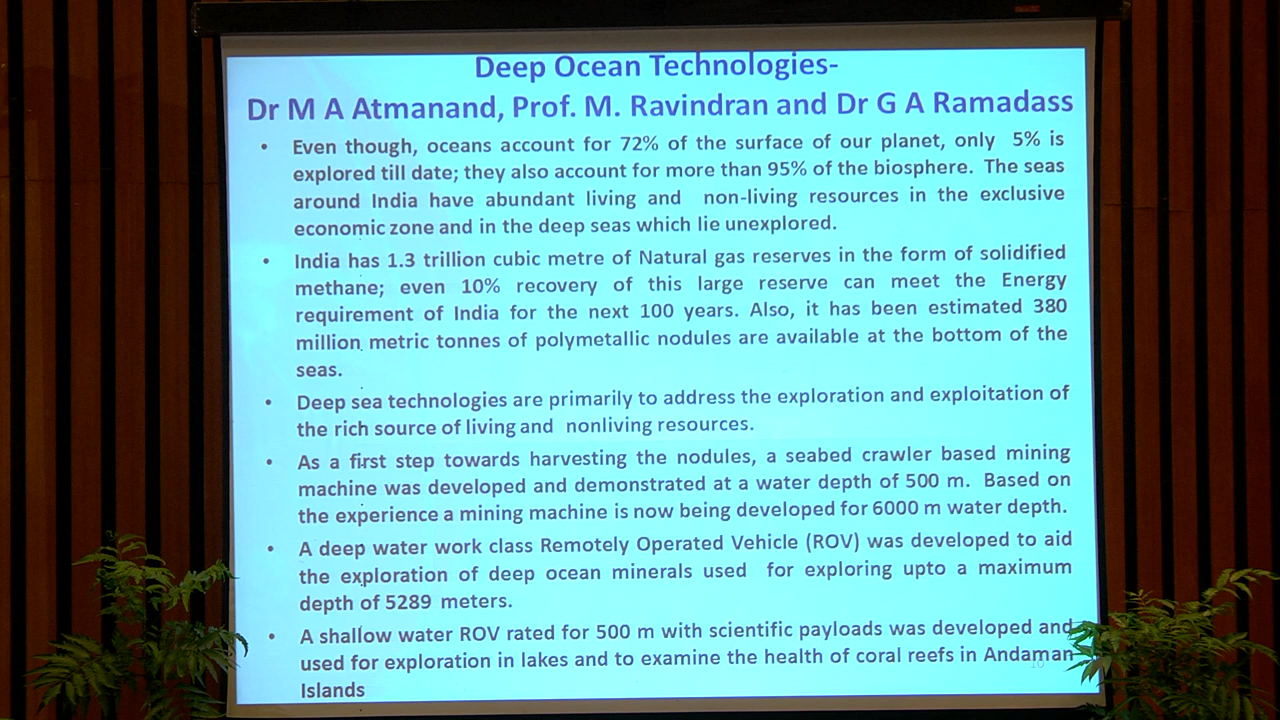 Deep Ocean Technologies-
Dr M A Atmanand, Prof. M. Ravindran and Dr G A Ramadass
• Even though, oceans account for 72% of the surface of our planet, only 5% is
explored till date; they also account for more than 95% of the biosphere. The seas
around India have abundant living and non-living resources in the exclusive
economic zone and in the deep seas which lie unexplored.
• India has 1.3 trillion cubic metre of Natural gas reserves in the form of solidified
methane; even 10% recovery of this large reserve can meet the Energy
requirement of India for the next 100 years. Also, it has been estimated 380
million metric tonnes of polymetallic nodules are available at the bottom of the
seas.
• Deep sea technologies are primarily to address the exploration and exploitation of
the rich source of living and nonliving resources.
• As a first step towards harvesting the nodules, a seabed crawler based mining
machine was developed and demonstrated at a water depth of 500 m. Based on
the experience a mining machine is now being developed for 6000 m water depth.
• A deep water work class Remotely Operated Vehicle (ROV) was developed to aid
the exploration of deep ocean minerals used for exploring upto a maximum
depth of 5289 meters.
• A shallow water ROV rated for 500 m with scientific payloads was developed and
used for exploration in lakes and to examine the health of coral reefs in Andaman
Islands
10